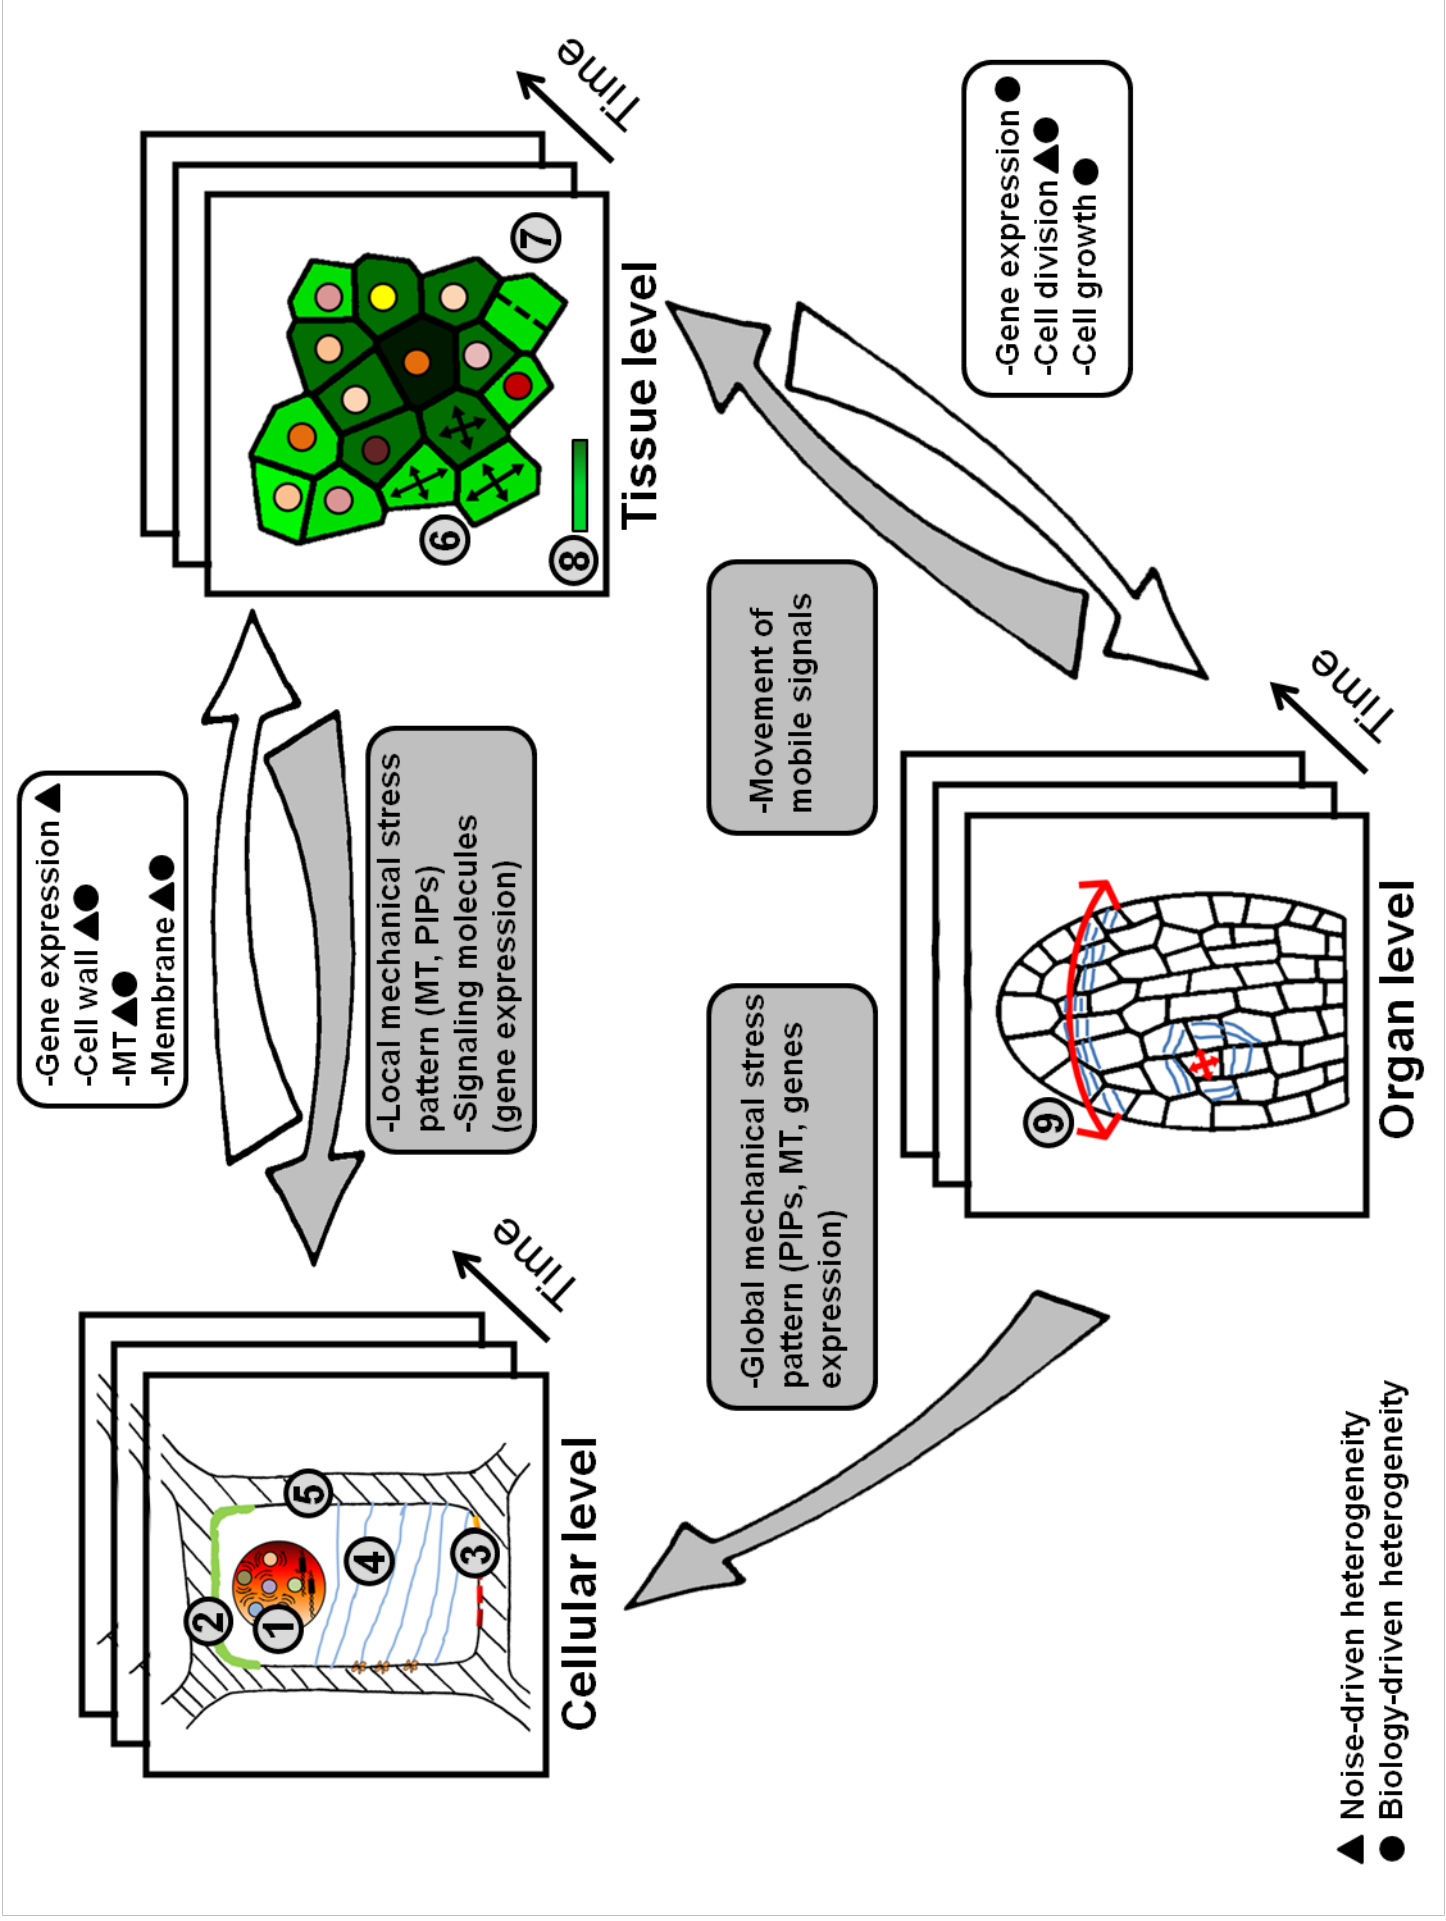 -Gene expression ▲
-Cell wall ▲●
-MT ▲●
-Membrane ▲●
2
1
5
4
3
Time
Cellular level
-Local mechanical stress
pattern (MT, PIPs)
-Signaling molecules
(gene expression)
6
7
8
Time
Tissue level
-Global mechanical stress
pattern (PIPs, MT, genes
expression)
-Movement of
mobile signals
-Gene expression ●
-Cell division ▲●
-Cell growth ●
9
Time
Organ level
▲ Noise-driven heterogeneity
● Biology-driven heterogeneity